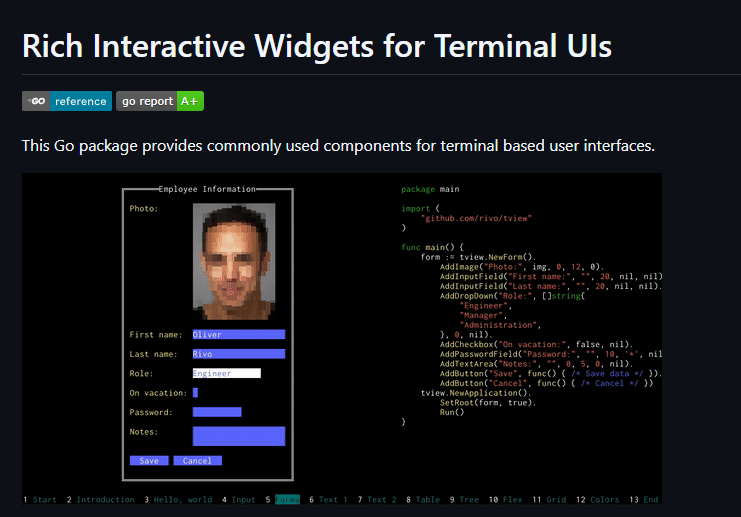 Rich Interactive Widgets for Terminal UIs
GO reference go report A+
This Go package provides commonly used components for terminal based user interfaces.
Employee Information
Photo:
First name: Oliver
Last name: Rivo
Role: Engineer
On vacation:
Password:
Notes:
Save Cancel
package main
import (
"github.com/rivo/tview"
)
func main() {
form := tview.NewForm().
AddImage("Photo:", img, 0, 12, 0).
AddInputField("First name:", "", 20, nil, nil)
AddInputField("Last name:", "", 20, nil, nil).
AddDropDown("Role:", []string{
"Engineer",
"Manager",
"Administration",
}, 0, nil).
AddCheckbox("On vacation:", false, nil).
AddPasswordField("Password:", "", 10, '*', nil
AddTextArea("Notes:", "", 0, 5, 0, nil).
AddButton("Save", func() { /* Save data */ }).
AddButton("Cancel", func() { /* Cancel */ })
tview.NewApplication().
SetRoot(form, true).
Run()
}
1 Start 2 Introduction 3 Hello, world 4 Input 5 Forms 6 Text 1 7 Text 2 8 Table 9 Tree 10 Flex 11 Grid 12 Colors 13 End